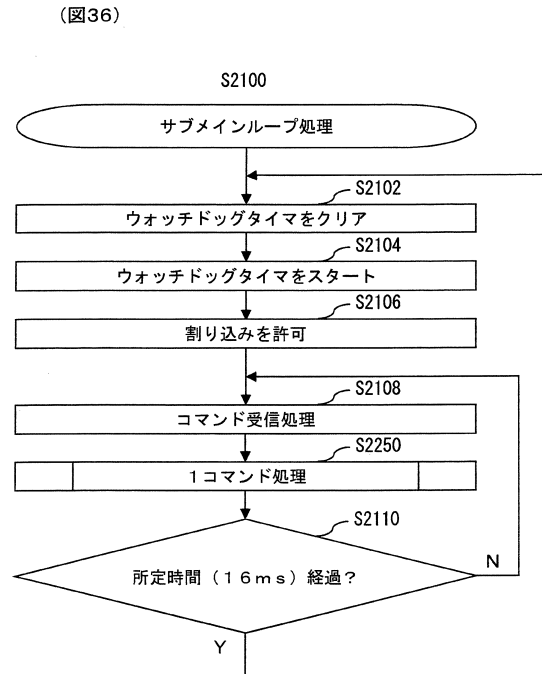 (図36)
S2100
サブメインループ処理
S2102
ウォッチドッグタイマをクリア
S2104
ウォッチドッグタイマをスタート
S2106
割り込みを許可
S2108
コマンド受信処理
S2250
1コマンド処理
S2110
所定時間(16ms)経過?
N
Y